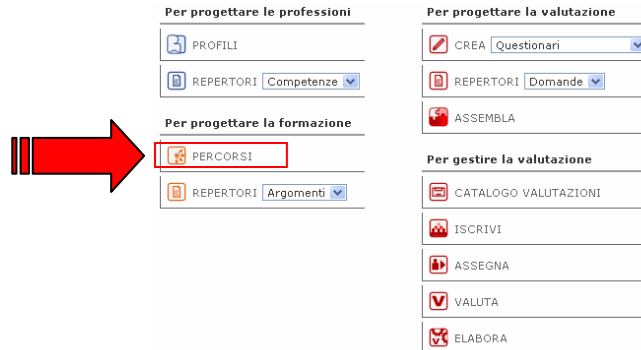 Per progettare le professioni
PROFILI
REPERTORI Competenze
Per progettare la formazione
PERCORSI
REPERTORI Argomenti
Per progettare la valutazione
CREA Questionari
REPERTORI Domande
ASSEMBLA
Per gestire la valutazione
CATALOGO VALUTAZIONI
ISCRIVI
ASSEGNA
VALUTA
ELABORA